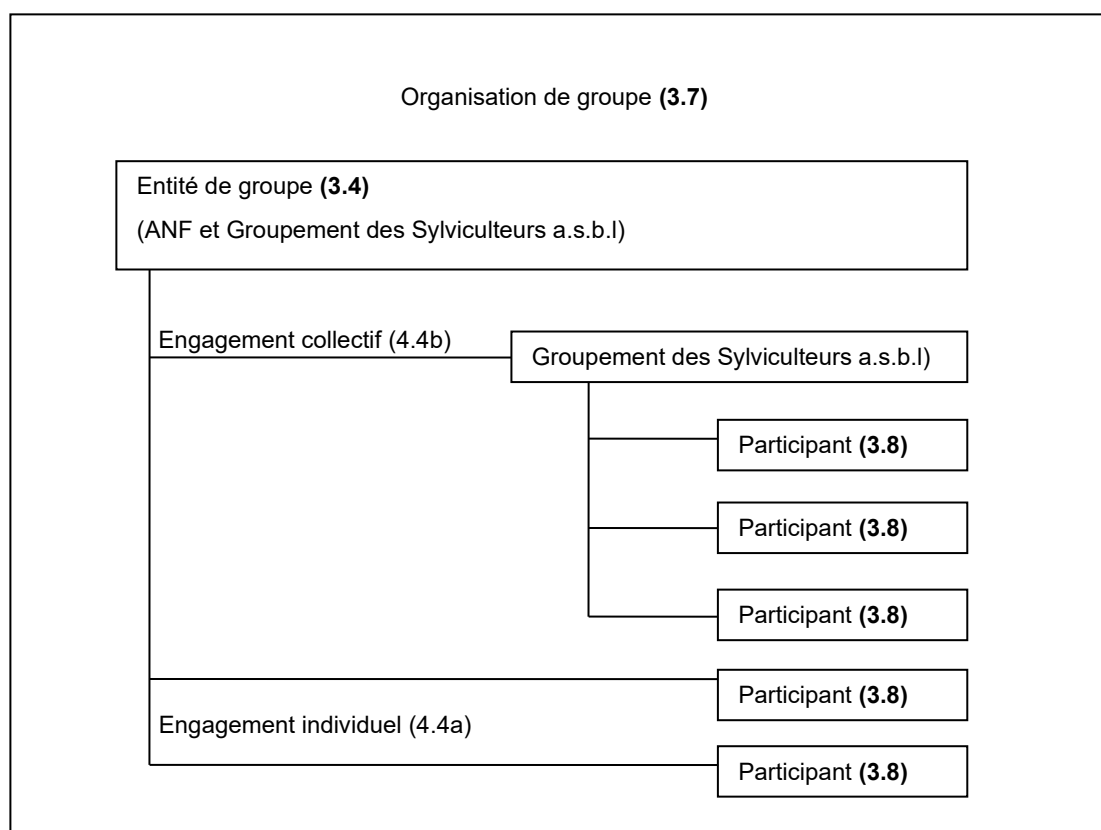 Organisation de groupe (3.7)
Entité de groupe (3.4)
(ANF et Groupement des Sylviculteurs a.s.b.l)
Engagement collectif (4.4b)
Groupement des Sylviculteurs a.s.b.l)
Participant (3.8)
Participant (3.8)
Participant (3.8)
Participant (3.8)
Engagement individuel (4.4a)
Participant (3.8)